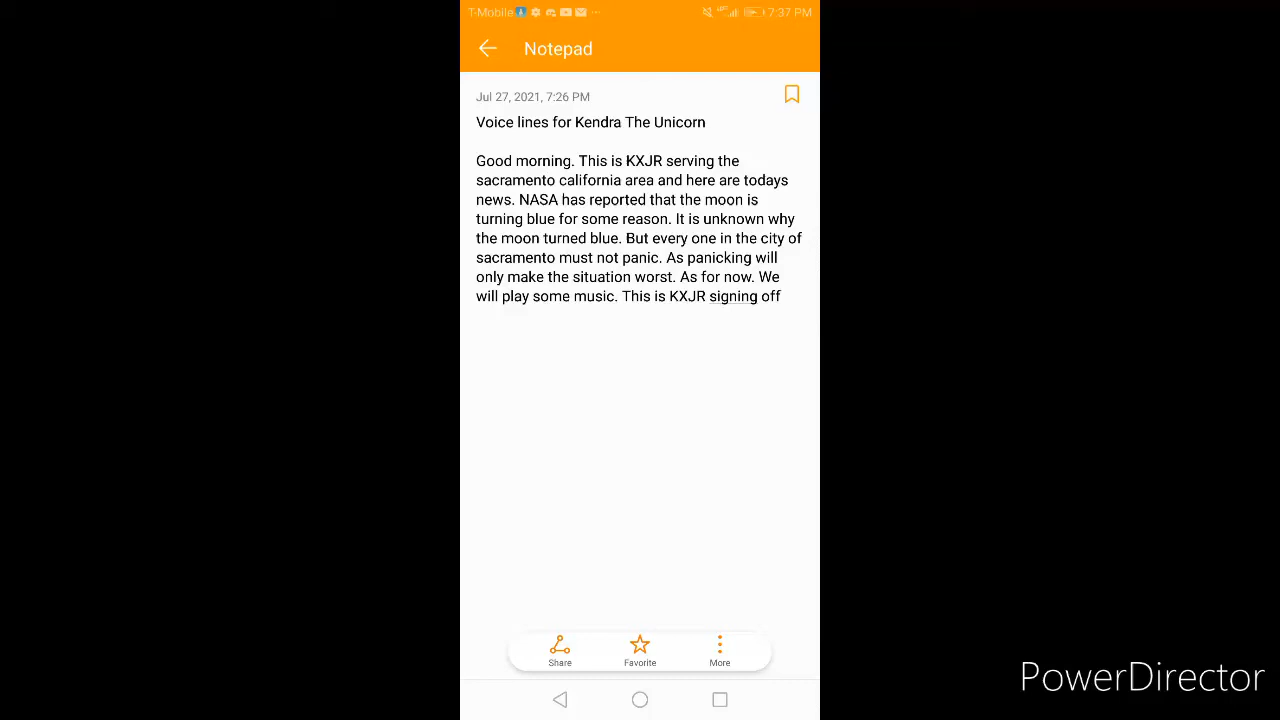 T-Mobile 7:37 PM
Notepad
Jul 27, 2021, 7:26 PM
Voice lines for Kendra The Unicorn
Good morning. This is KXJR serving the
sacramento california area and here are todays
news. NASA has reported that the moon is
turning blue for some reason. It is unknown why
the moon turned blue. But every one in the city of
sacramento must not panic. As panicking will
only make the situation worst. As for now. We
will play some music. This is KXJR signing off
Share Favorite More
PowerDirector